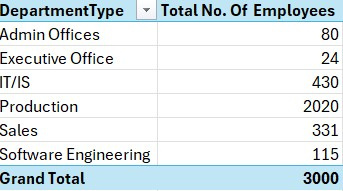 DepartmentType Total No. Of Employees
Admin Offices 80
Executive Office 24
IT/IS 430
Production 2020
Sales 331
Software Engineering 115
Grand Total 3000